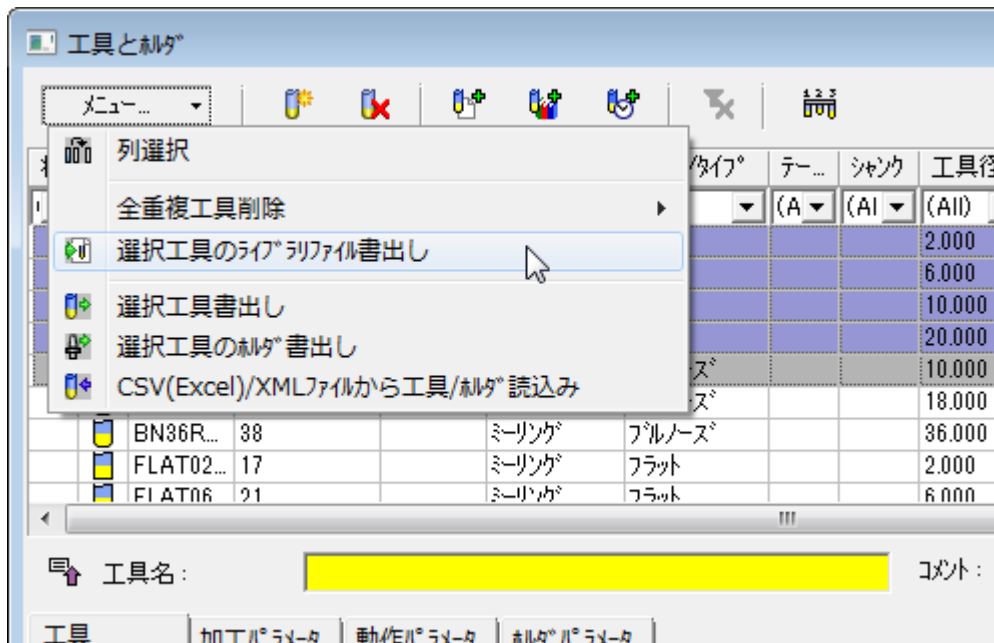 工具とﾎﾙﾀﾞ
ﾒﾆｭｰ...
列選択
全重複工具削除
選択工具のﾗｲﾌﾞﾗﾘﾌｧｲﾙ書出し
選択工具書出し
選択工具のﾎﾙﾀﾞ書出し
CSV(Excel)/XMLﾌｧｲﾙから工具/ﾎﾙﾀﾞ読込み
ﾃｰ... ｼｬﾝｸ 工具径
(A (Al (All)
2.000
6.000
10.000
20.000
10.000
18.000
BN36R... 38 ﾐｰﾘﾝｸﾞ ﾌﾞﾙﾉｰｽﾞ 36.000
FLAT02... 17 ﾐｰﾘﾝｸﾞ ﾌﾗｯﾄ 2.000
FLAT06 21 ﾐｰﾘﾝｸﾞ ﾌﾗｯﾄ 6.000
工具名: ｺﾒﾝﾄ:
工具 加工ﾊﾟﾗﾒｰﾀ 動作ﾊﾟﾗﾒｰﾀ ﾎﾙﾀﾞﾊﾟﾗﾒｰﾀ